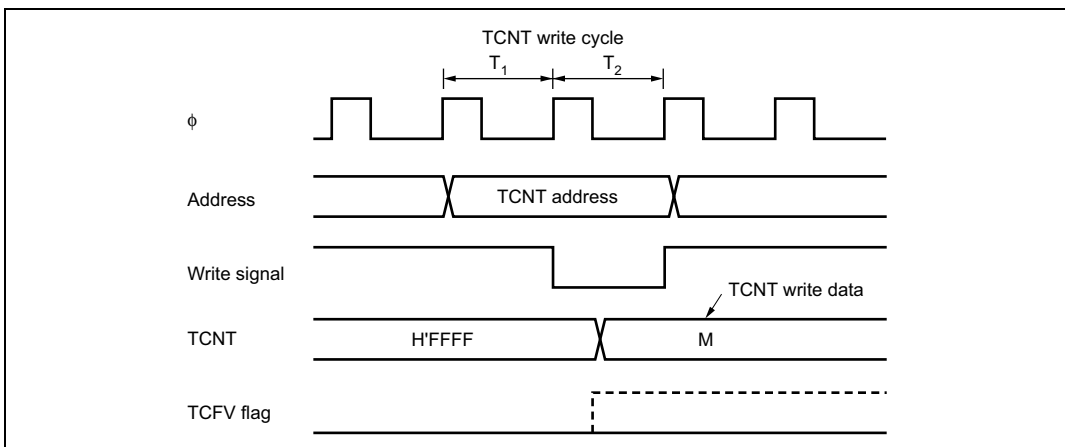 TCNT write cycle
T1 T2
ϕ
Address TCNT address
Write signal
TCNT write data
TCNT H'FFFF M
TCFV flag